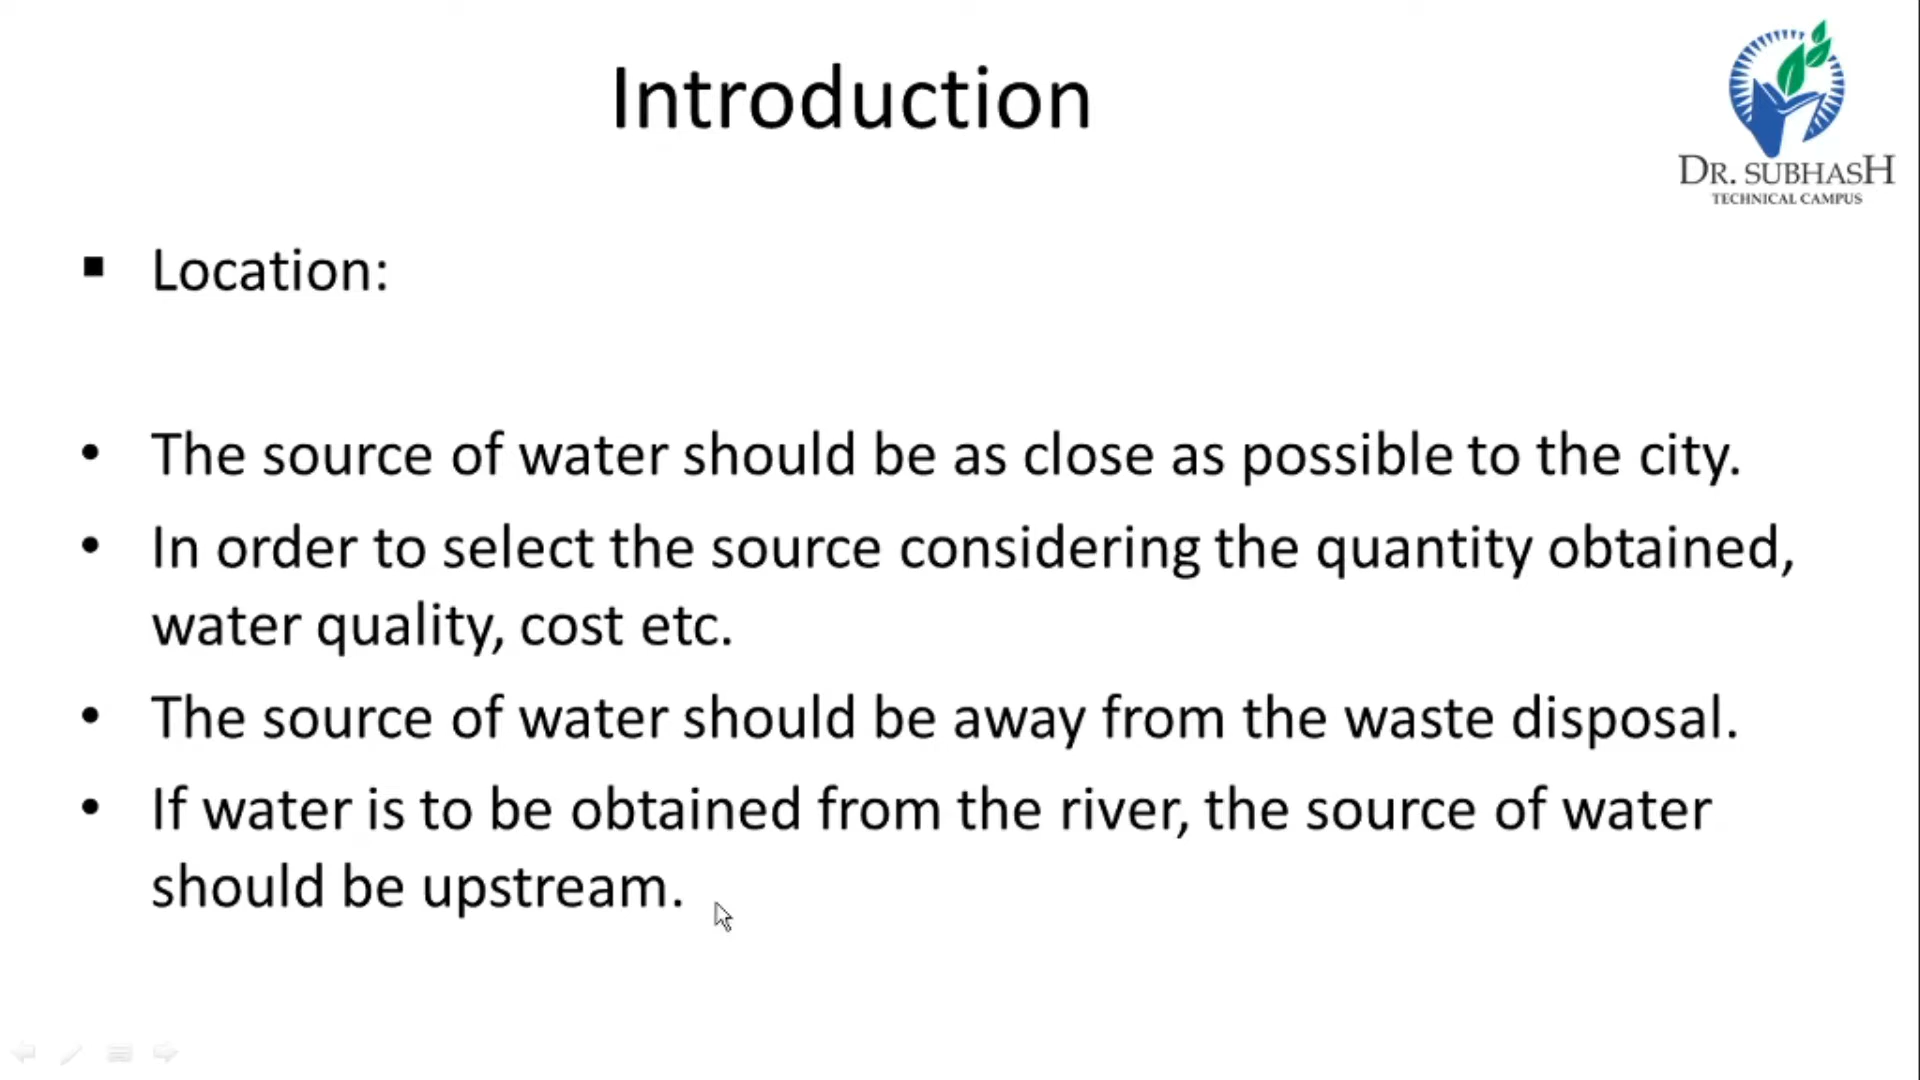 Introduction
DR. SUBHASH
TECHNICAL CAMPUS
▪ Location:
• The source of water should be as close as possible to the city.
• In order to select the source considering the quantity obtained,
water quality, cost etc.
• The source of water should be away from the waste disposal.
• If water is to be obtained from the river, the source of water
should be upstream.